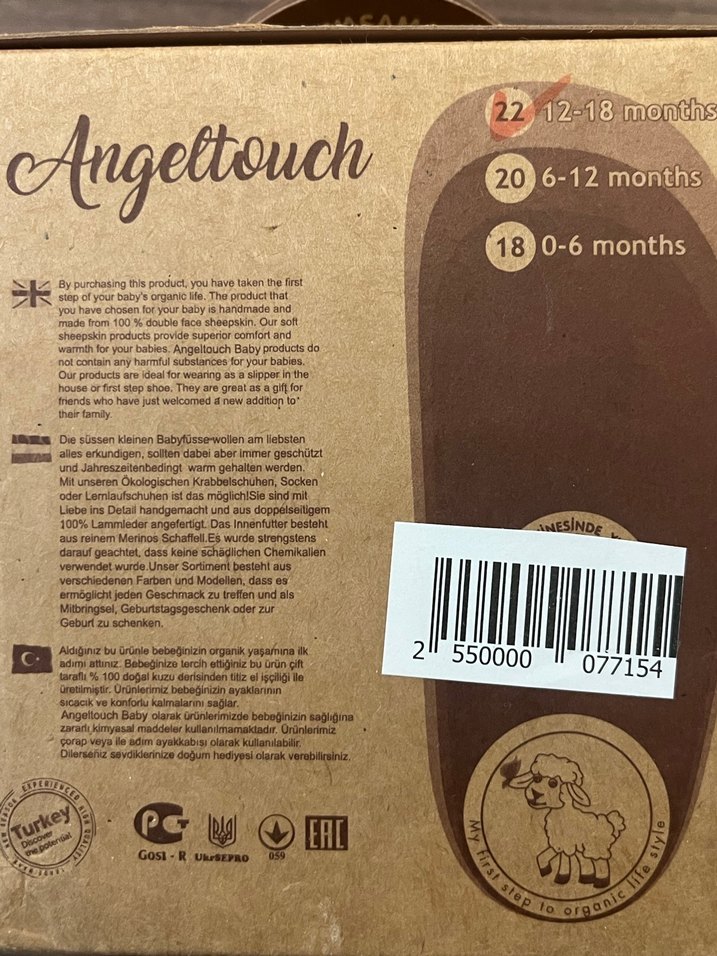 Angeltouch
22 12-18 months
20 6-12 months
18 0-6 months
By purchasing this product, you have taken the first
step of your baby's organic life. The product that
you have chosen for your baby is handmade and
made from 100 % double face sheepskin. Our soft
sheepskin products provide superior comfort and
warmth for your babies. Angeltouch Baby products do
not contain any harmful substances for your babies.
Our products are ideal for wearing as a slipper in the
house or first step shoe. They are great as a gift for
friends who have just welcomed a new addition to
their family.
Die süssen kleinen Babyfüsse wollen am liebsten
alles erkundigen, sollten dabei aber immer geschützt
und Jahreszeitenbedingt warm gehalten werden.
Mit unseren Ökologischen Krabbelschuhen, Socken
oder Lernlaufschuhen ist das möglich!Sie sind mit
Liebe ins Detail handgemacht und aus doppelseitigem
100% Lammleder angefertigt. Das Innenfutter besteht
aus reinem Merinos Schaffell.Es wurde strengstens
darauf geachtet, dass keine schädlichen Chemikalien
verwendet wurde.Unser Sortiment besteht aus
verschiedenen Farben und Modellen, dass es
ermöglicht jeden Geschmack zu treffen und als
Mitbringsel, Geburtstagsgeschenk oder zur
Geburt zu schenken.
Aldığınız bu ürünle bebeğinizin organik yaşamına ilk
adımı attınız. Bebeğinize tercih ettiğiniz bu ürün çift
taraflı % 100 doğal kuzu derisinden titiz el işçiliği ile
üretilmiştir. Ürünlerimiz bebeğinizin ayaklarının
sıcacık ve konforlu kalmalarını sağlar.
Angeltouch Baby olarak ürünlerimizde bebeğinizin sağlığına
zararlı kimyasal maddeler kullanılmamaktadır. Ürünlerimiz
çorap veya ile adım ayakkabısı olarak kullanılabilir.
Dilerseniz sevdiklerinize doğum hediyesi olarak verebilirsiniz.
2 550000 077154
EXPERIENCED HIGH QUALITY
Turkey
Discover
the potential
GOST - R
UkrSEPRO
059
EAC
My first step to organic life style